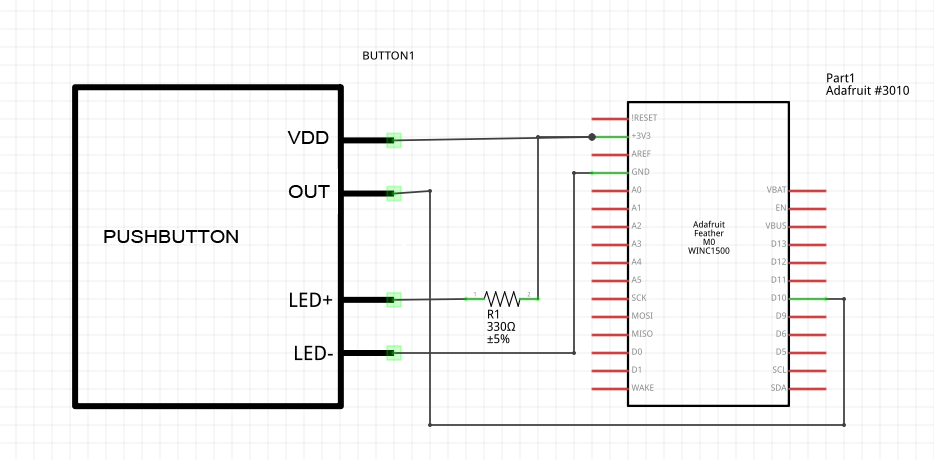 BUTTON1
VDD
OUT
PUSHBUTTON
LED+
LED-
1
2
R1
330Ω
±5%
Part1
Adafruit #3010
!RESET
+3V3
AREF
GND
A0
A1
A2
A3
A4
A5
SCK
MOSI
MISO
D0
D1
WAKE
Adafruit
Feather
M0
WINC1500
VBAT
EN
VBUS
D13
D12
D11
D10
D9
D6
D5
SCL
SDA